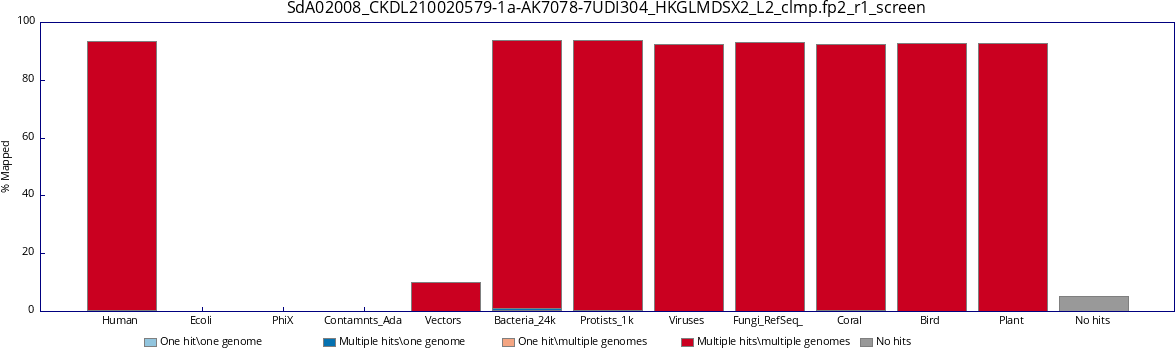 SdA02008_CKDL210020579-1a-AK7078-7UDI304_HKGLMDSX2_L2_clmp.fp2_r1_screen
100
80
60
40
20
0
% Mapped
Human Ecoli PhiX Contamnts_Ada Vectors Bacteria_24k Protists_1k Viruses Fungi_RefSeq_ Coral Bird Plant No hits
One hit\one genome Multiple hits\one genome One hit\multiple genomes Multiple hits\multiple genomes No hits